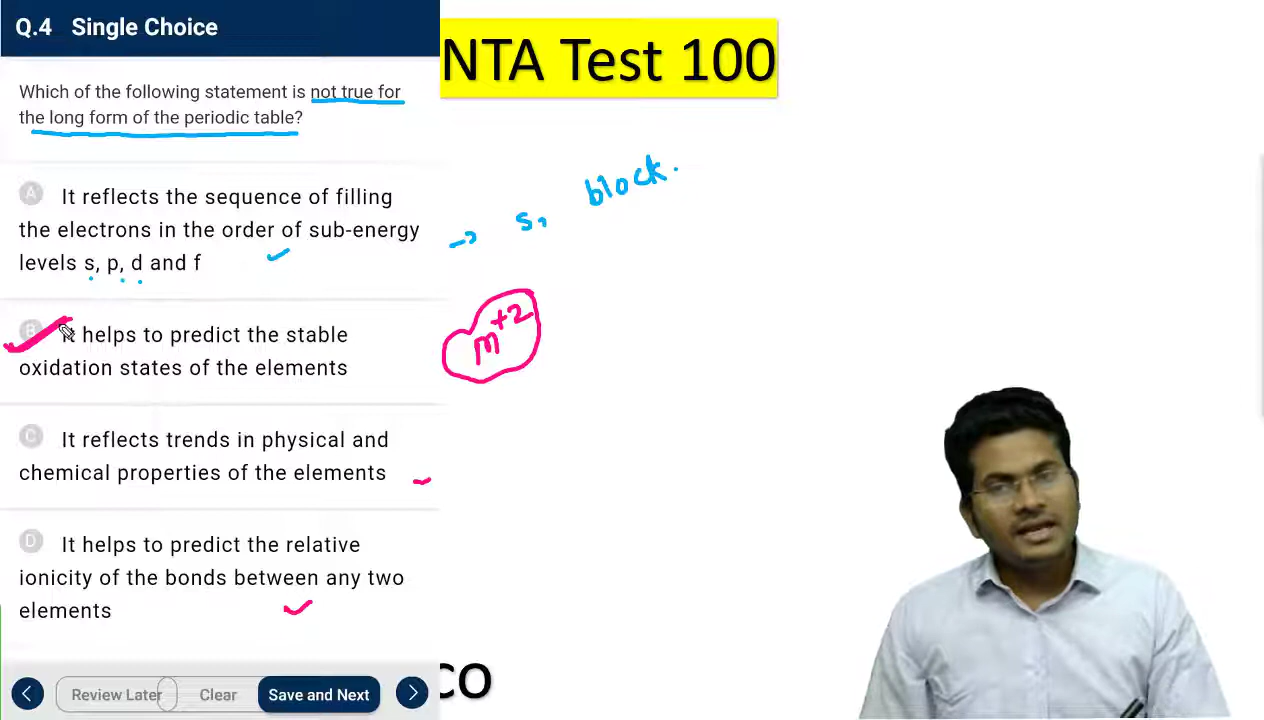 Q.4 Single Choice
NTA Test 100
Which of the following statement is not true for
the long form of the periodic table?
A It reflects the sequence of filling
the electrons in the order of sub-energy
levels s, p, d and f
→ s, block.
B It helps to predict the stable
oxidation states of the elements
m+2
C It reflects trends in physical and
chemical properties of the elements
D It helps to predict the relative
ionicity of the bonds between any two
elements
co
Review Later
Clear
Save and Next